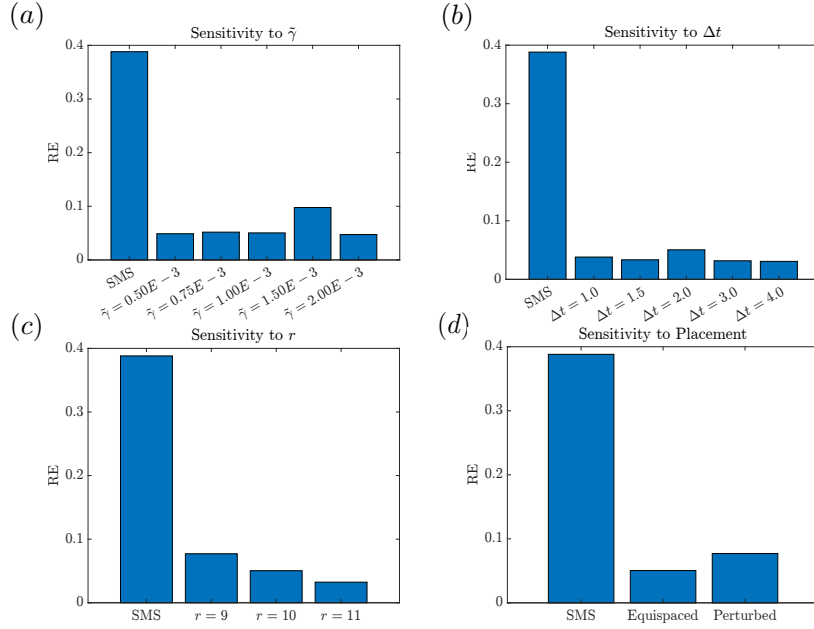 (a)
Sensitivity to γ̃
0.4
0.3
0.2
0.1
0
RE
SMS
γ̃ = 0.50E − 3
γ̃ = 0.75E − 3
γ̃ = 1.00E − 3
γ̃ = 1.50E − 3
γ̃ = 2.00E − 3
(b)
Sensitivity to Δt
0.4
0.3
0.2
0.1
0
RE
SMS
Δt = 1.0
Δt = 1.5
Δt = 2.0
Δt = 3.0
Δt = 4.0
(c)
Sensitivity to r
0.4
0.3
0.2
0.1
0
RE
SMS
r = 9
r = 10
r = 11
(d)
Sensitivity to Placement
0.4
0.3
0.2
0.1
0
RE
SMS
Equispaced
Perturbed